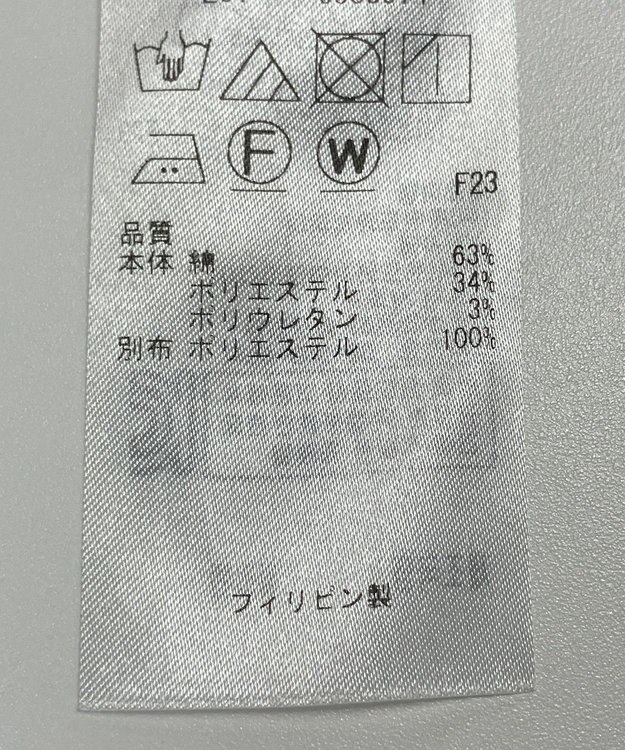 F W
F23
品質
本体 綿 63%
ポリエステル 34%
ポリウレタン 3%
別布 ポリエステル 100%
フィリピン製